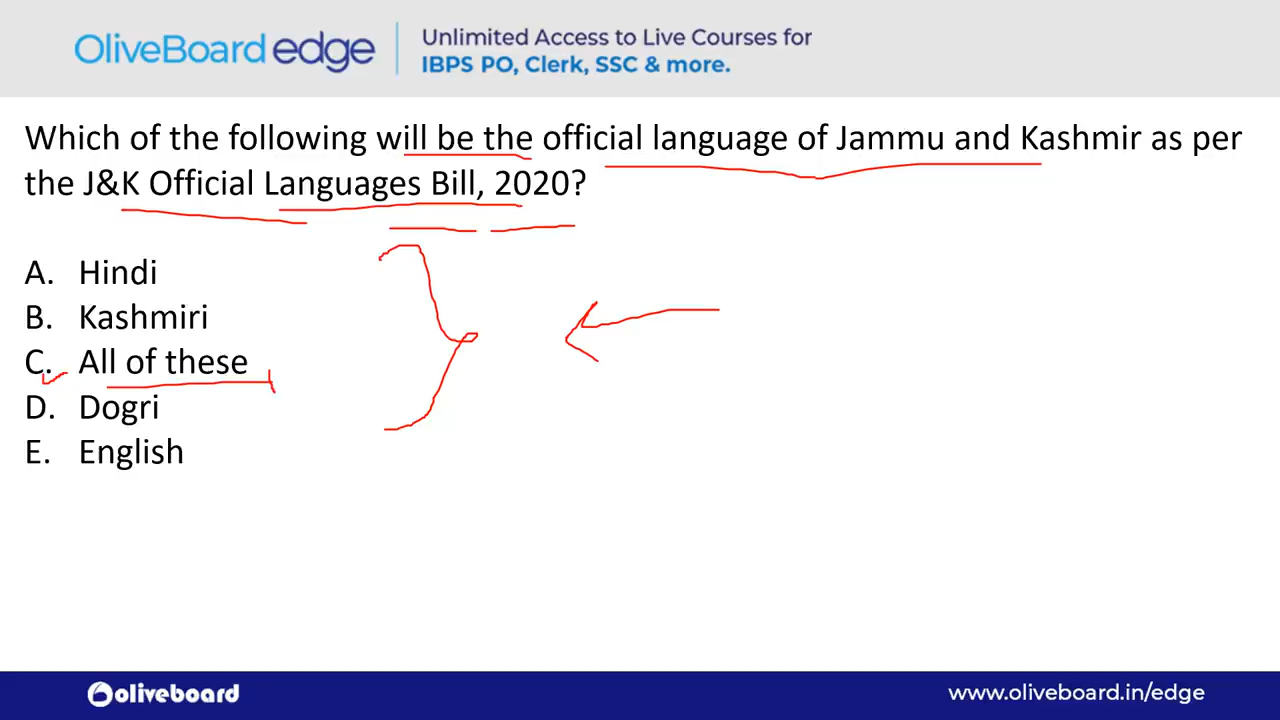 OliveBoard edge
Unlimited Access to Live Courses for
IBPS PO, Clerk, SSC & more.
Which of the following will be the official language of Jammu and Kashmir as per
the J&K Official Languages Bill, 2020?
A. Hindi
B. Kashmiri
C. All of these
D. Dogri
E. English
oliveboard
www.oliveboard.in/edge